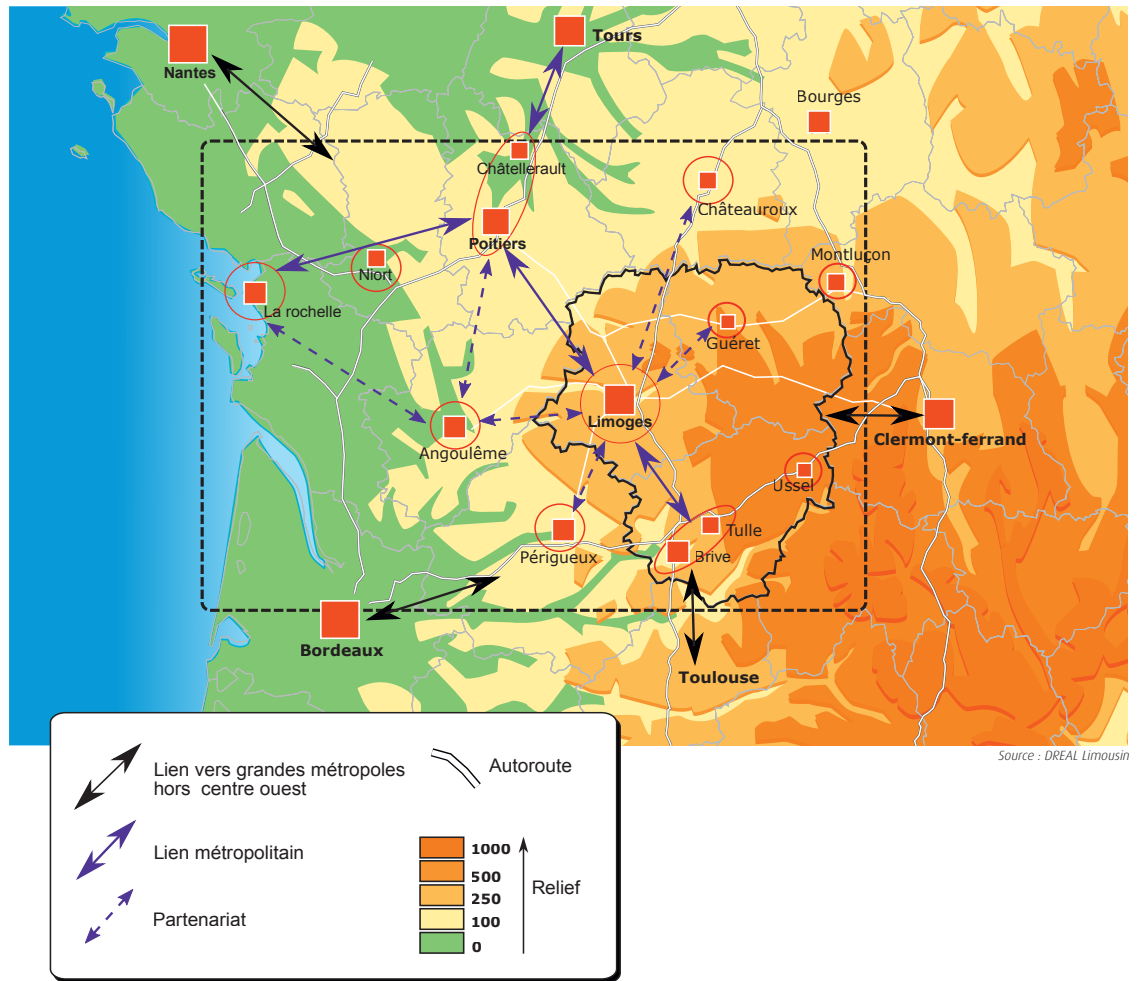 Tours
Nantes
Bourges
Châtellerault
Châteauroux
Poitiers
Montluçon
Niort
La rochelle
Guéret
Limoges
Clermont-ferrand
Angoulême
Ussel
Tulle
Périgueux
Brive
Bordeaux
Toulouse
Source : DREAL Limousin
Lien vers grandes métropoles
hors centre ouest
Autoroute
Lien métropolitain
Partenariat
1000
500
250
100
0
Relief